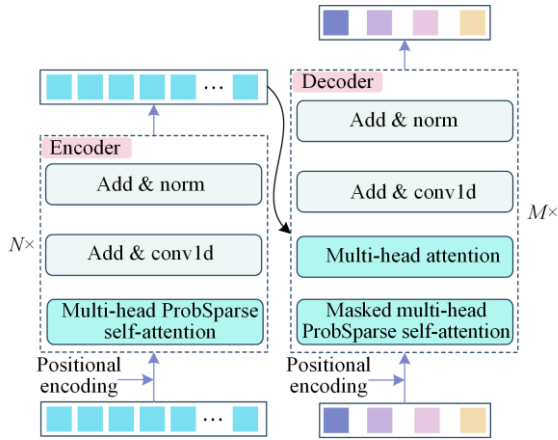 Encoder
Add & norm
N×
Add & conv1d
Multi-head ProbSparse
self-attention
Positional
encoding
...
...
Decoder
Add & norm
Add & conv1d
M×
Multi-head attention
Masked multi-head
ProbSparse self-attention
Positional
encoding